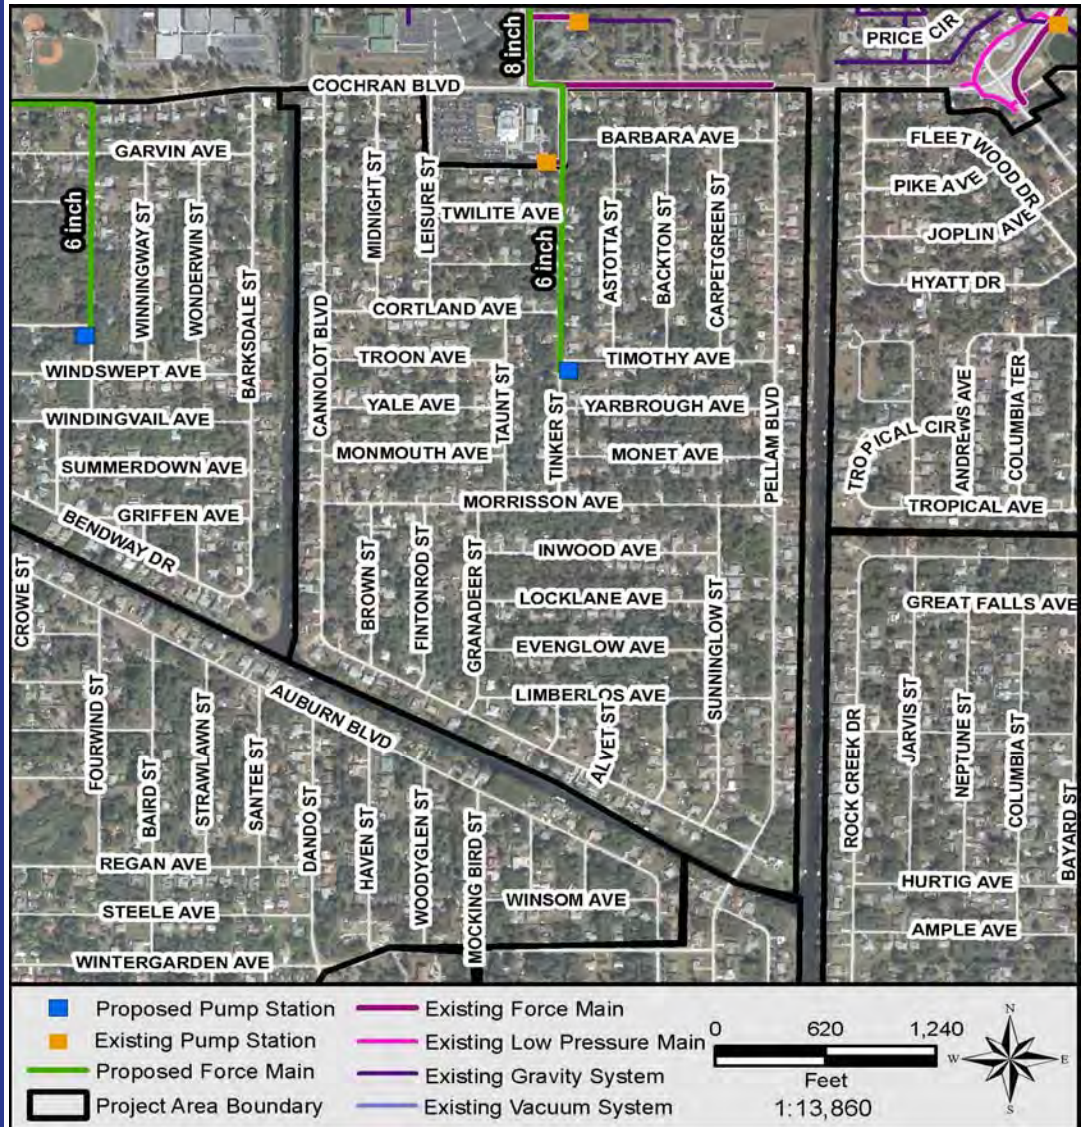 PRICE CIR
8 inch
COCHRAN BLVD
GARVIN AVE
BARBARA AVE
FLEETWOOD DR
PIKE AVE
6 inch
WINNINGWAY ST
WONDERWIN ST
BARKSDALE ST
MIDNIGHT ST
LEISURE ST
TWILITE AVE
6 inch
ASTOTTA ST
BACKTON ST
CARPETGREEN ST
JOPLIN AVE
HYATT DR
CORTLAND AVE
WINDSWEPT AVE
CANNOLOT BLVD
TROON AVE
TIMOTHY AVE
WINDINGVAIL AVE
YALE AVE
TAUNT ST
TINKER ST
YARBROUGH AVE
PELLAM BLVD
TROPICAL CIR
ANDREWS AVE
COLUMBIA TER
SUMMERDOWN AVE
MONMOUTH AVE
MONET AVE
GRIFFEN AVE
MORRISSON AVE
TROPICAL AVE
BENDWAY DR
CROWE ST
BROWN ST
FINTONROD ST
GRANADEER ST
INWOOD AVE
LOCKLANE AVE
EVENGLOW AVE
LIMBERLOS AVE
SUNNINGLOW ST
ALVET ST
GREAT FALLS AVE
FOURWIND ST
BAIRD ST
STRAWLAWN ST
SANTEE ST
AUBURN BLVD
DANDO ST
HAVEN ST
WOODYGLEN ST
MOCKING BIRD ST
ROCK CREEK DR
JARVIS ST
NEPTUNE ST
COLUMBIA ST
BAYARD ST
REGAN AVE
STEELE AVE
WINTERGARDEN AVE
WINSOM AVE
HURTIG AVE
AMPLE AVE
Proposed Pump Station
Existing Pump Station
Proposed Force Main
Project Area Boundary
Existing Force Main
Existing Low Pressure Main
Existing Gravity System
Existing Vacuum System
0 620 1,240
Feet
1:13,860
N
W E
S